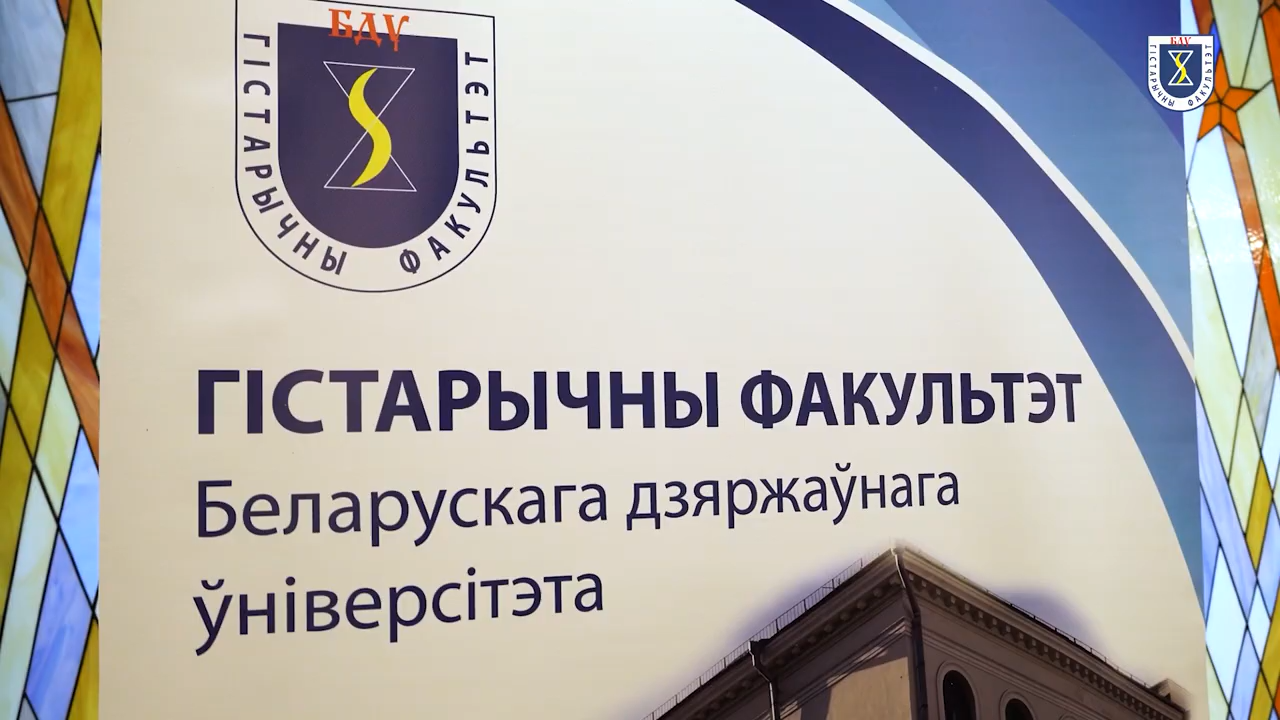 БДУ
ГІСТАРЫЧНЫ ФАКУЛЬТЭТ
ГІСТАРЫЧНЫ ФАКУЛЬТЭТ
Беларускага дзяржаўнага
ўніверсітэта
БДУ
ГІСТАРЫЧНЫ ФАКУЛЬТЭТ